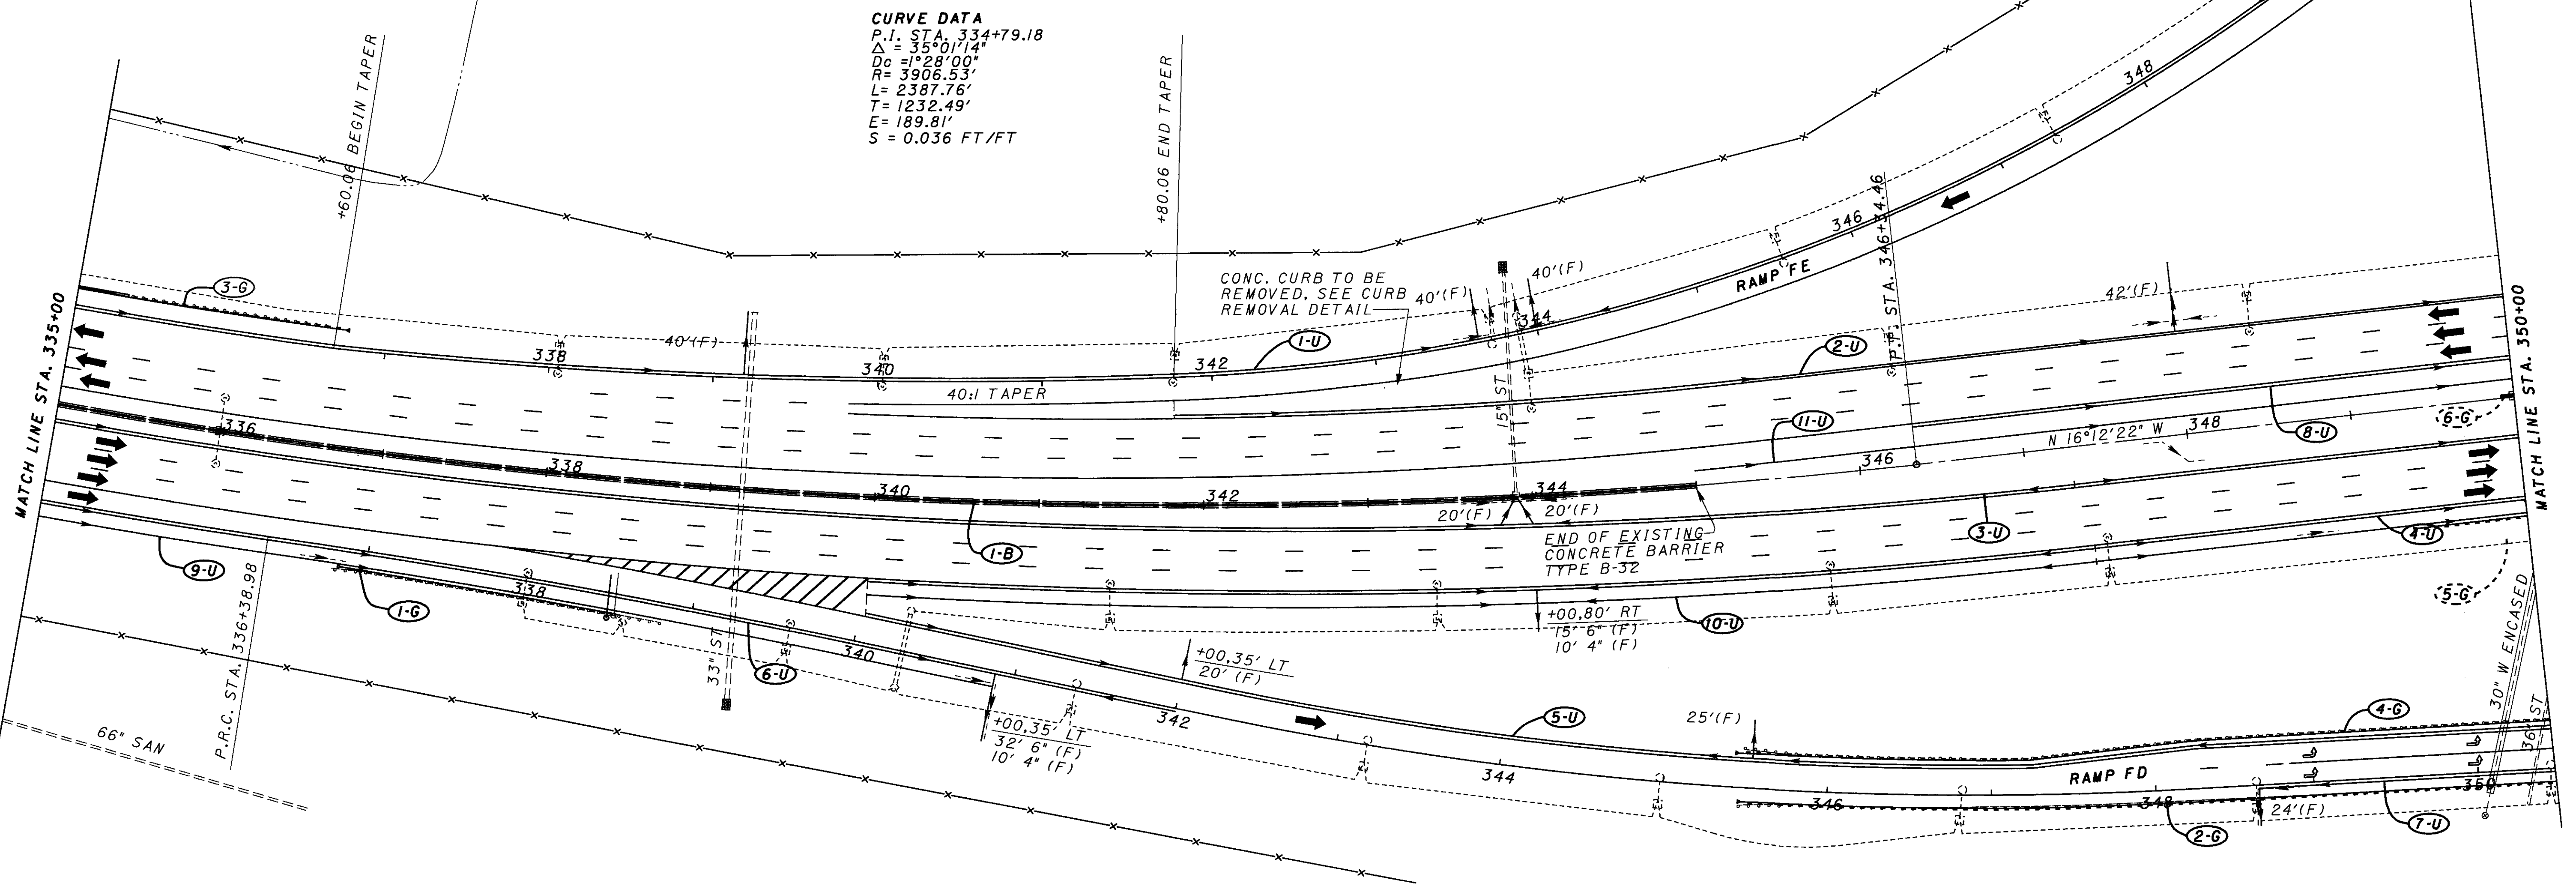 CURVE DATA
P.I. STA. 334+79.18
Δ = 35°01'14"
Dc =1°28'00"
R= 3906.53'
L= 2387.76'
T= 1232.49'
E= 189.81'
S = 0.036 FT/FT
+60.06 BEGIN TAPER
+80.06 END TAPER
348
346
P.T. STA. 346+34.46
RAMP FE
3-G
CONC. CURB TO BE
REMOVED, SEE CURB
REMOVAL DETAIL
40'(F)
40'(F)
344
42'(F)
MATCH LINE STA. 335+00
MATCH LINE STA. 350+00
40'(F)
338
340
342
1-U
2-U
40:1 TAPER
15" ST
11-U
8-U
6-G
336
338
340
342
344
346
348
N 16°12'22" W
20'(F)
20'(F)
1-B
END OF EXISTING
CONCRETE BARRIER
TYPE B-32
3-U
4-U
5-G
9-U
P.R.C. STA. 336+38.98
1-G
338
33" ST
6-U
340
+00,80' RT
15' 6" (F)
10' 4" (F)
10-U
+00,35' LT
20' (F)
30" W ENCASED
36" ST
66" SAN
+00,35' LT
32' 6" (F)
10' 4" (F)
342
5-U
344
25'(F)
4-G
RAMP FD
346
348
350
2-G
24'(F)
7-U